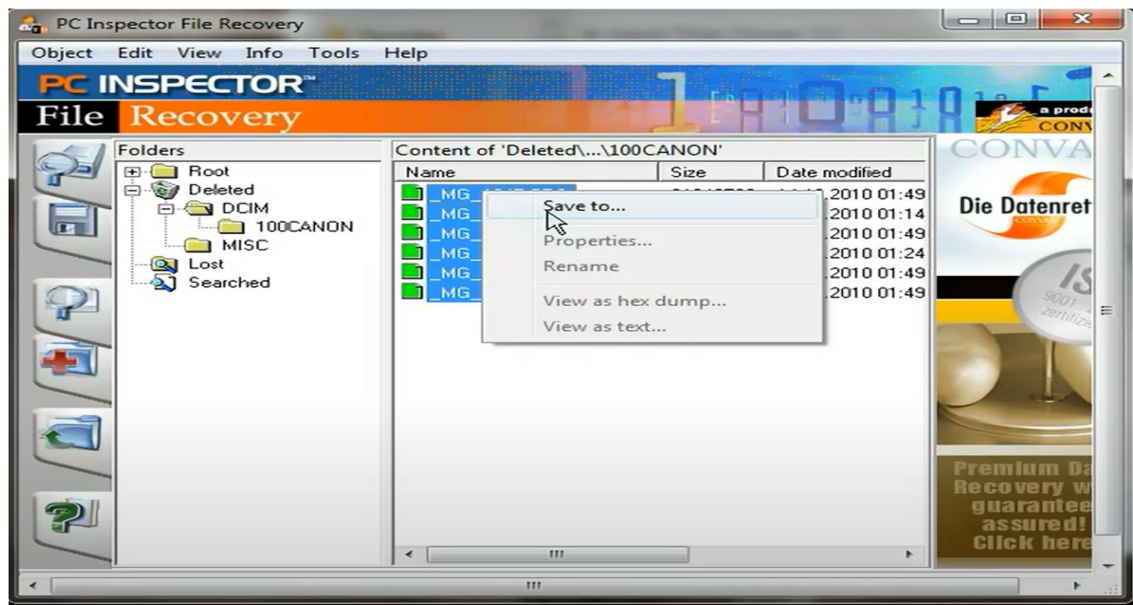 PC Inspector File Recovery
Object Edit View Info Tools Help
PC INSPECTOR™
File Recovery
a prod
CONV
Folders
Root
Deleted
DCIM
100CANON
MISC
Lost
Searched
Content of 'Deleted\...\100CANON'
Name Size Date modified
_MG_ .2010 01:49
_MG_ .2010 01:14
_MG_ .2010 01:49
_MG_ .2010 01:24
_MG_ .2010 01:49
_MG_ .2010 01:49
Save to...
Properties...
Rename
View as hex dump...
View as text...
CONVA
Die Datenret
9001
Premium Da
Recovery w
guarantee
assured!
Click here